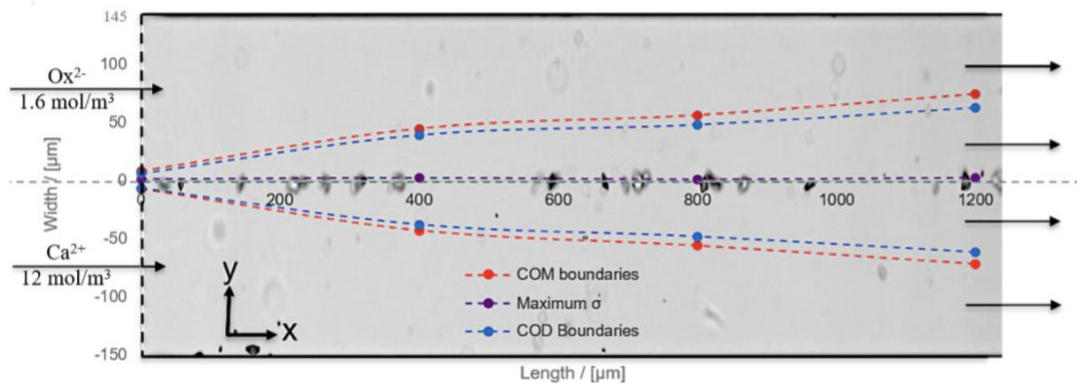 145
100
Ox²⁻
1.6 mol/m³
50
Width / [µm]
0
0 200 400 600 800 1000 1200
-50
Ca²⁺
12 mol/m³
-100
-150
y
x
COM boundaries
Maximum σ
COD Boundaries
Length / [µm]